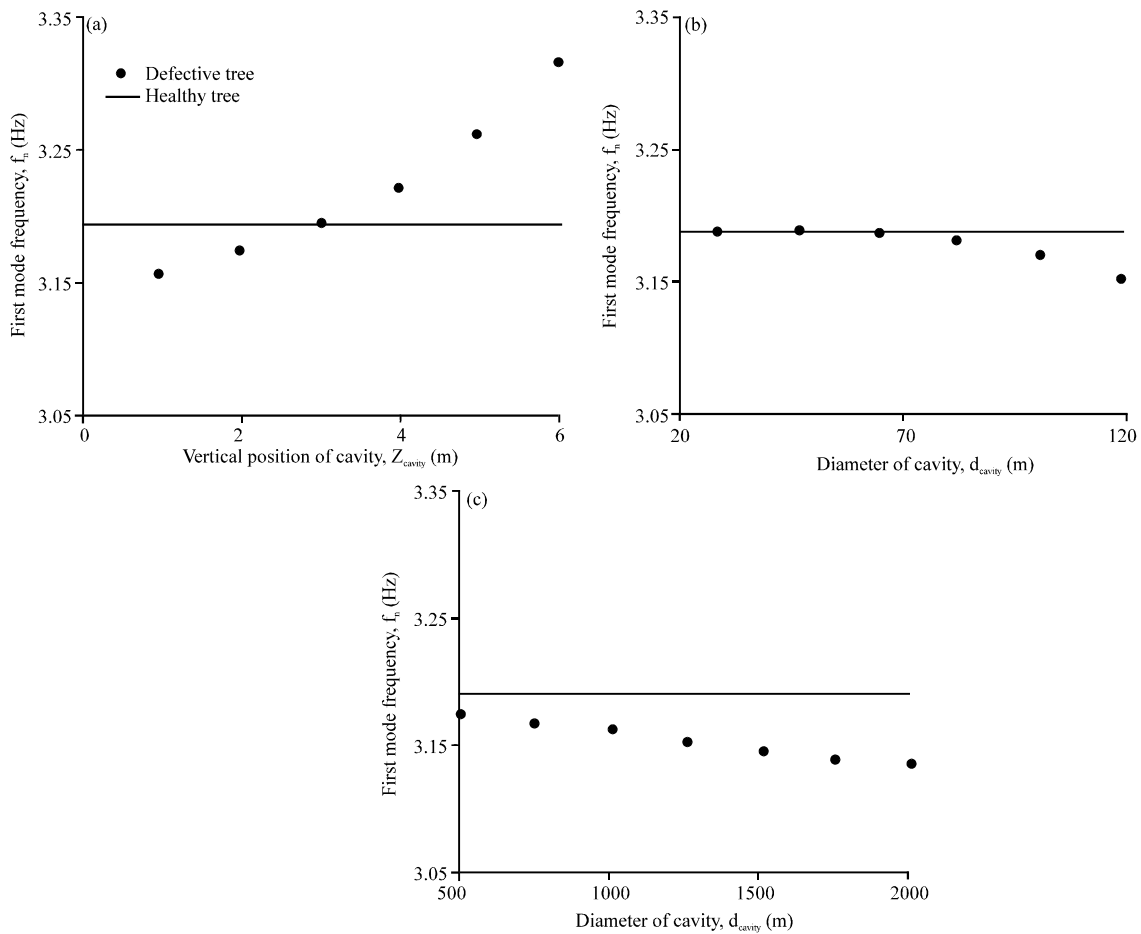 (a)
3.35
3.25
3.15
3.05
First mode frequency, fn (Hz)
Defective tree
Healthy tree
0 2 4 6
Vertical position of cavity, Zcavity (m)
(b)
3.35
3.25
3.15
3.05
First mode frequency, fn (Hz)
20 70 120
Diameter of cavity, dcavity (m)
(c)
3.35
3.25
3.15
3.05
First mode frequency, fn (Hz)
500 1000 1500 2000
Diameter of cavity, dcavity (m)